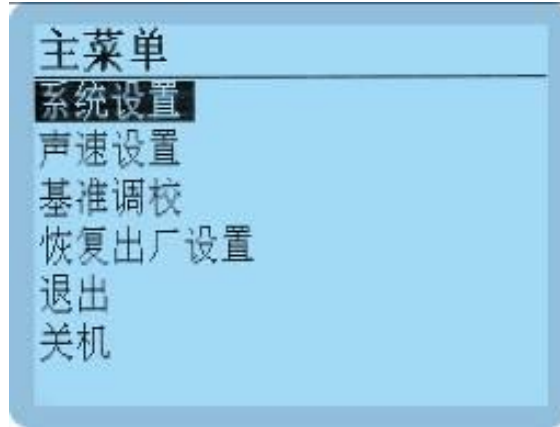 主菜单
系统设置
声速设置
基准调校
恢复出厂设置
退出
关机